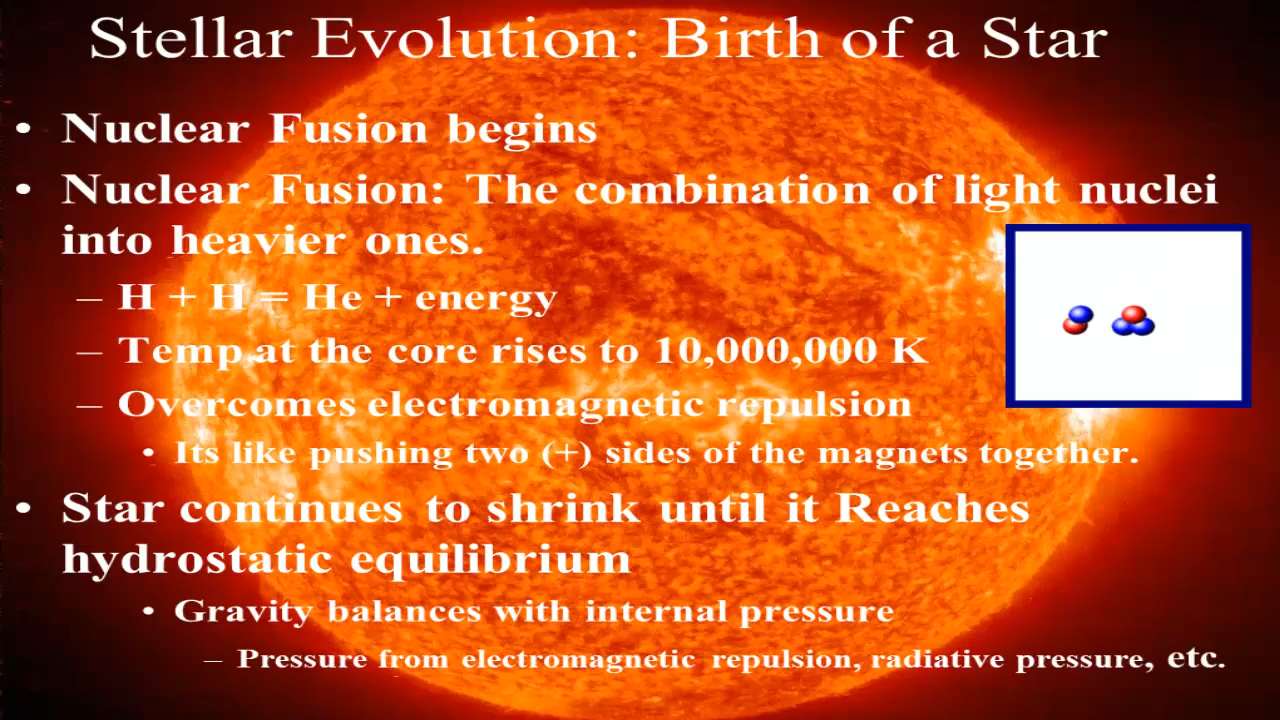 Stellar Evolution: Birth of a Star
• Nuclear Fusion begins
• Nuclear Fusion: The combination of light nuclei
into heavier ones.
– H + H = He + energy
– Temp at the core rises to 10,000,000 K
– Overcomes electromagnetic repulsion
• Its like pushing two (+) sides of the magnets together.
• Star continues to shrink until it Reaches
hydrostatic equilibrium
• Gravity balances with internal pressure
– Pressure from electromagnetic repulsion, radiative pressure, etc.